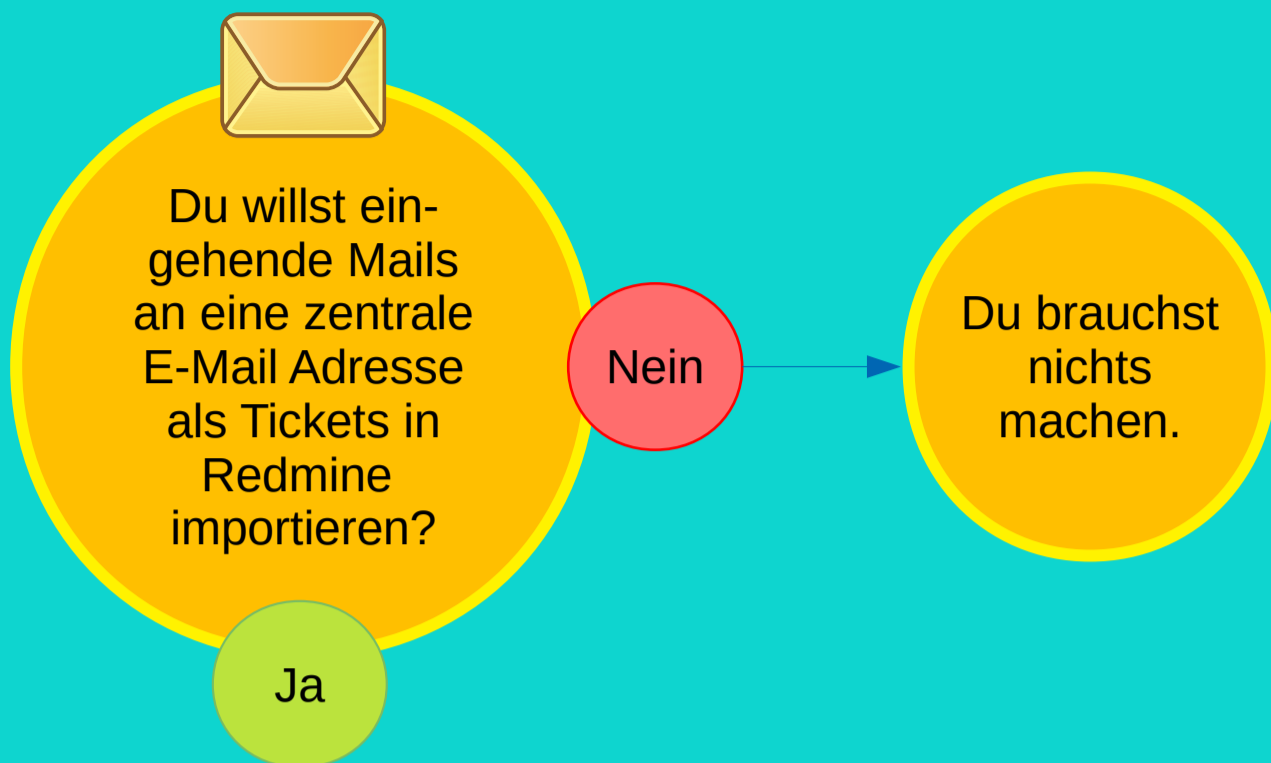 Du willst ein-
gehende Mails
an eine zentrale
E-Mail Adresse
als Tickets in
Redmine
importieren?
Nein
Du brauchst
nichts
machen.
Ja